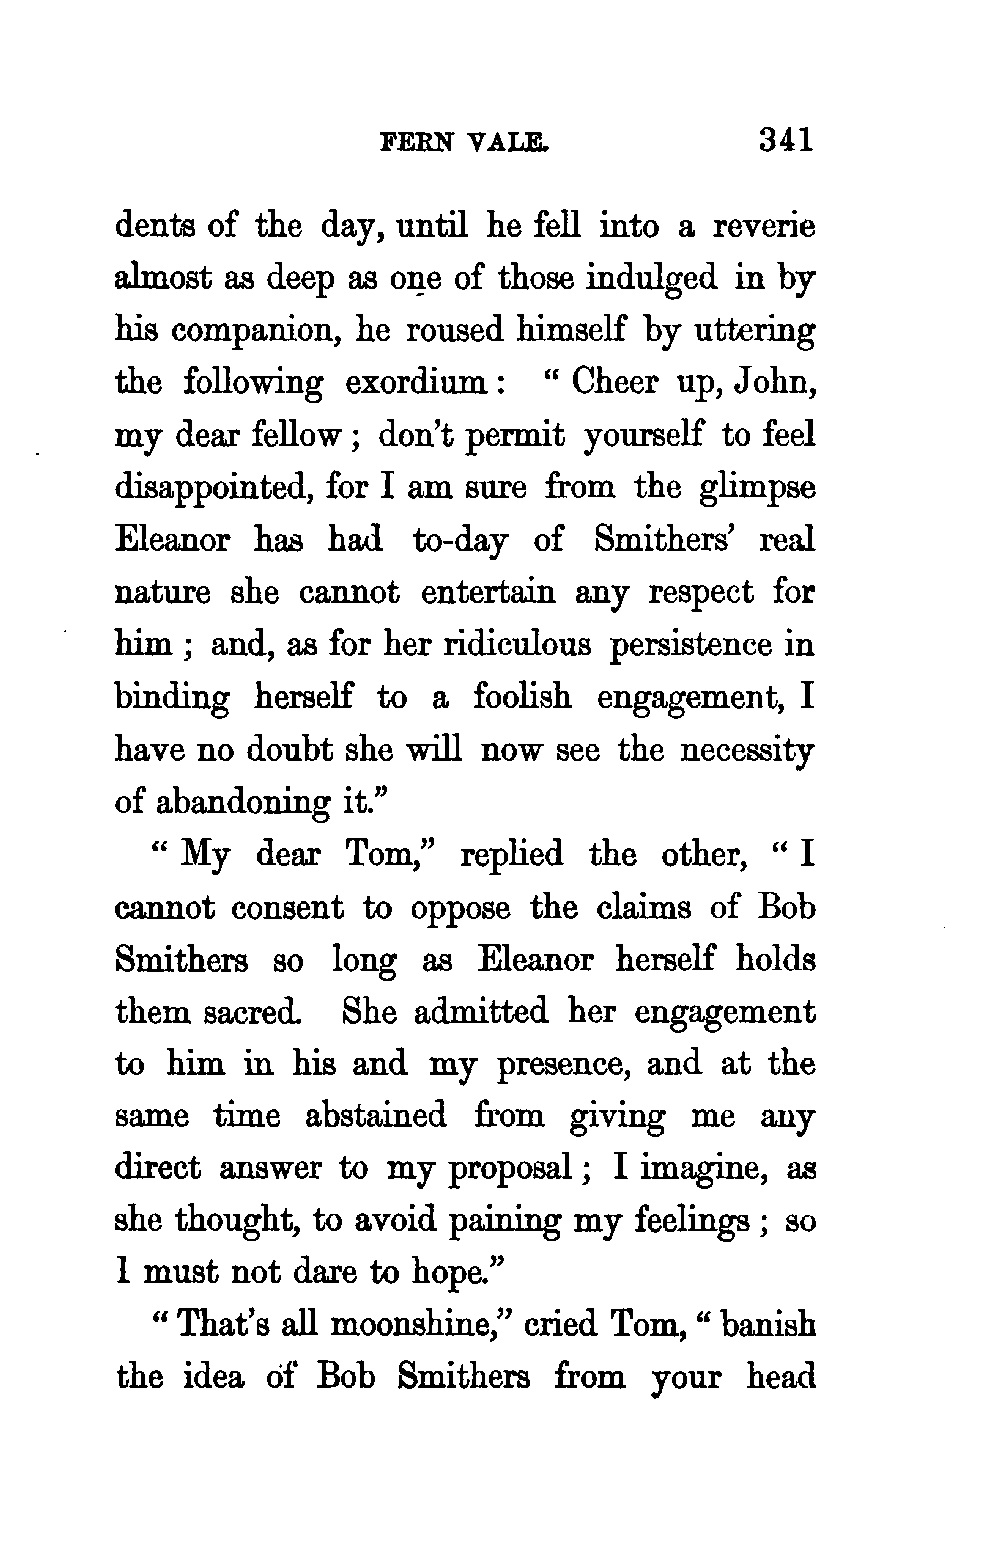 FERN VALE. 341
dents of the day, until he fell into a reverie
almost as deep as one of those indulged in by
his companion, he roused himself by uttering
the following exordium : " Cheer up, John,
my dear fellow ; don't permit yourself to feel
disappointed, for I am sure from the glimpse
Eleanor has had to-day of Smithers' real
nature she cannot entertain any respect for
him ; and, as for her ridiculous persistence in
binding herself to a foolish engagement, I
have no doubt she will now see the necessity
of abandoning it."
" My dear Tom," replied the other, " I
cannot consent to oppose the claims of Bob
Smithers so long as Eleanor herself holds
them sacred. She admitted her engagement
to him in his and my presence, and at the
same time abstained from giving me any
direct answer to my proposal ; I imagine, as
she thought, to avoid paining my feelings ; so
I must not dare to hope."
" That's all moonshine," cried Tom, " banish
the idea of Bob Smithers from your head